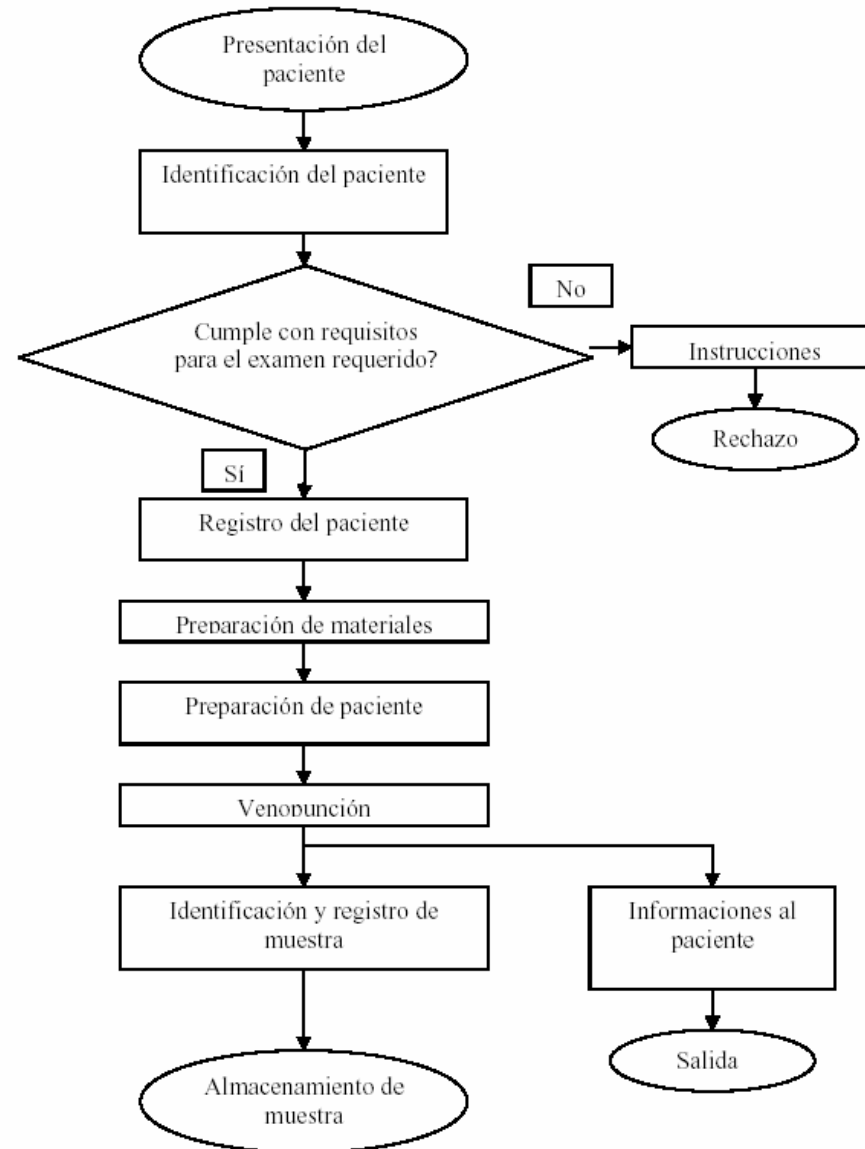 Presentación del
paciente
Identificación del paciente
No
Cumple con requisitos
para el examen requerido?
Instrucciones
Rechazo
Sí
Registro del paciente
Preparación de materiales
Preparación de paciente
Venopunción
Identificación y registro de
muestra
Informaciones al
paciente
Salida
Almacenamiento de
muestra